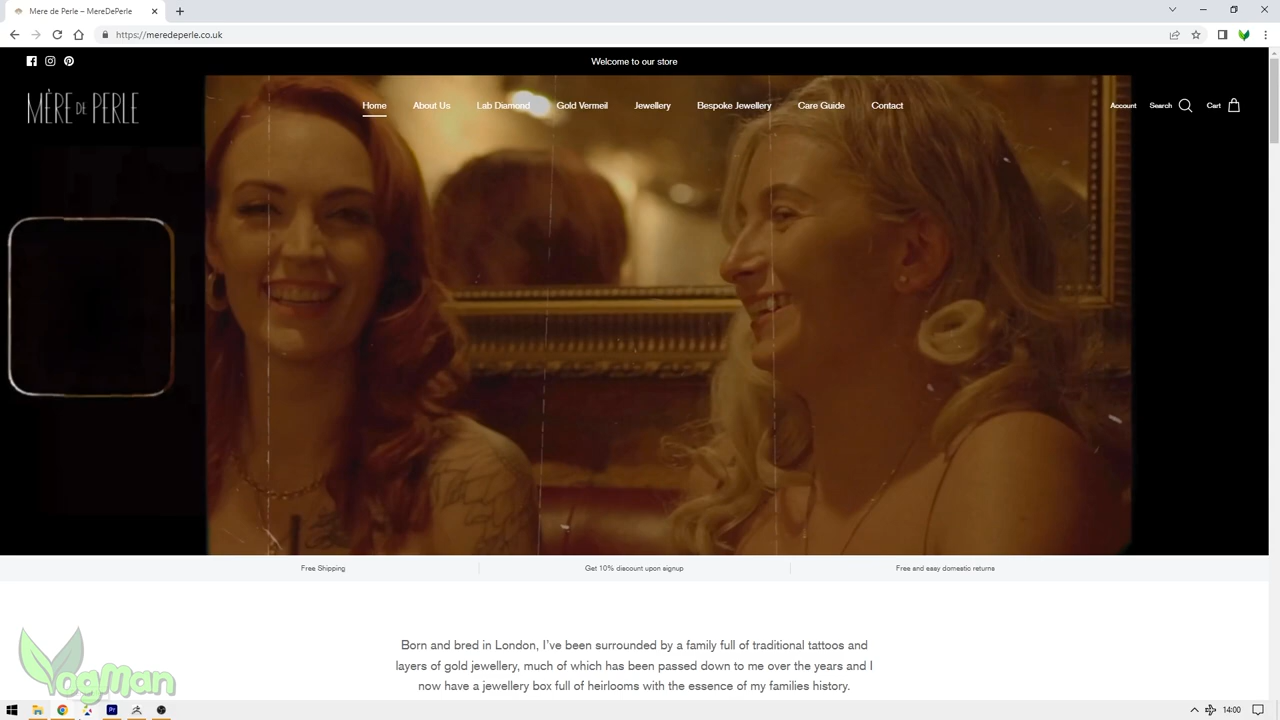 Mere de Perle – MereDePerle
https://meredeperle.co.uk
Welcome to our store
MÈRE DE PERLE
Home About Us Lab Diamond Gold Vermeil Jewellery Bespoke Jewellery Care Guide Contact
Account Search Cart
Free Shipping Get 10% discount upon signup Free and easy domestic returns
Born and bred in London, I've been surrounded by a family full of traditional tattoos and
layers of gold jewellery, much of which has been passed down to me over the years and I
now have a jewellery box full of heirlooms with the essence of my families history.
YogMan
Pr
14:00